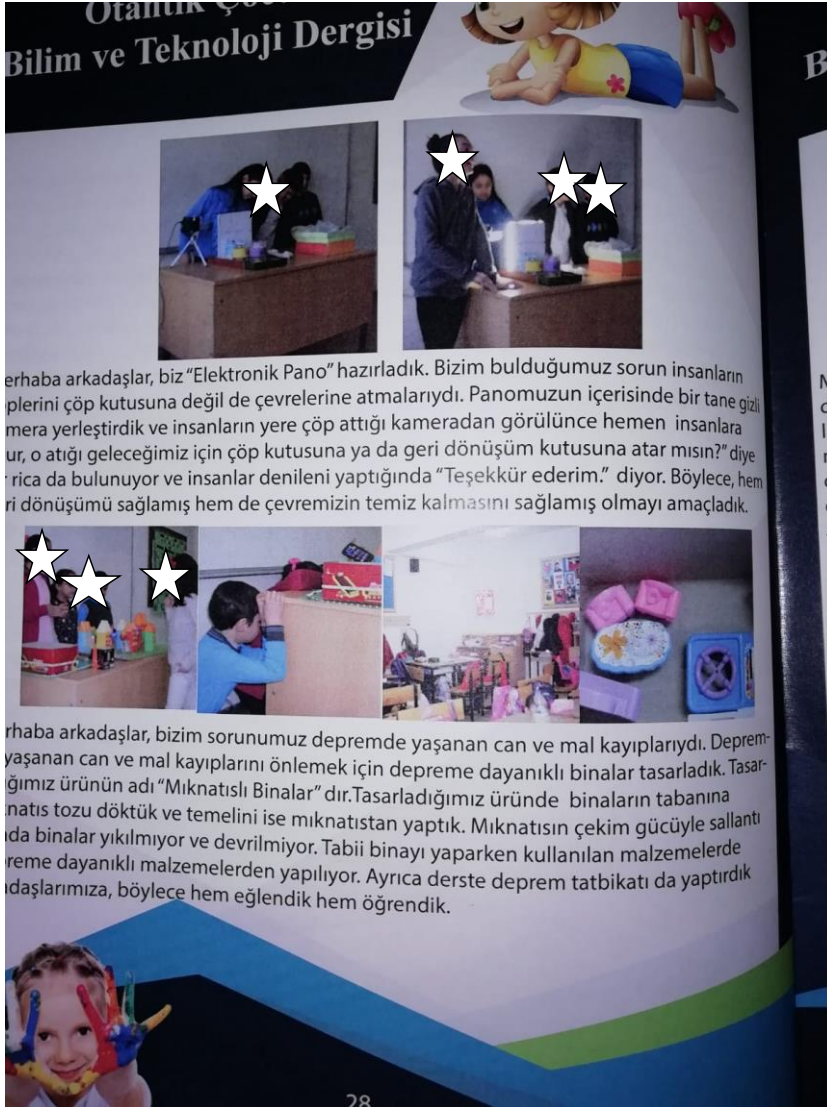 Otantik
Bilim ve Teknoloji Dergisi
erhaba arkadaşlar, biz “Elektronik Pano” hazırladık. Bizim bulduğumuz sorun insanların
plerini çöp kutusuna değil de çevrelerine atmalarıydı. Panomuzun içerisinde bir tane gizli
mera yerleştirdik ve insanların yere çöp attığı kameradan görülünce hemen insanlara
ur, o atığı geleceğimiz için çöp kutusuna ya da geri dönüşüm kutusuna atar mısın?” diye
rica da bulunuyor ve insanlar denileni yaptığında “Teşekkür ederim.” diyor. Böylece, hem
ri dönüşümü sağlamış hem de çevremizin temiz kalmasını sağlamış olmayı amaçladık.
rhaba arkadaşlar, bizim sorunumuz depremde yaşanan can ve mal kayıplarıydı. Deprem-
yaşanan can ve mal kayıplarını önlemek için depreme dayanıklı binalar tasarladık. Tasar-
ığımız ürünün adı “Mıknatıslı Binalar” dır.Tasarladığımız üründe binaların tabanına
knatıs tozu döktük ve temelini ise mıknatıstan yaptık. Mıknatısın çekim gücüyle sallantı
nda binalar yıkılmıyor ve devrilmiyor. Tabii binayı yaparken kullanılan malzemelerde
preme dayanıklı malzemelerden yapılıyor. Ayrıca derste deprem tatbikatı da yaptırdık
adaşlarımıza, böylece hem eğlendik hem öğrendik.
28